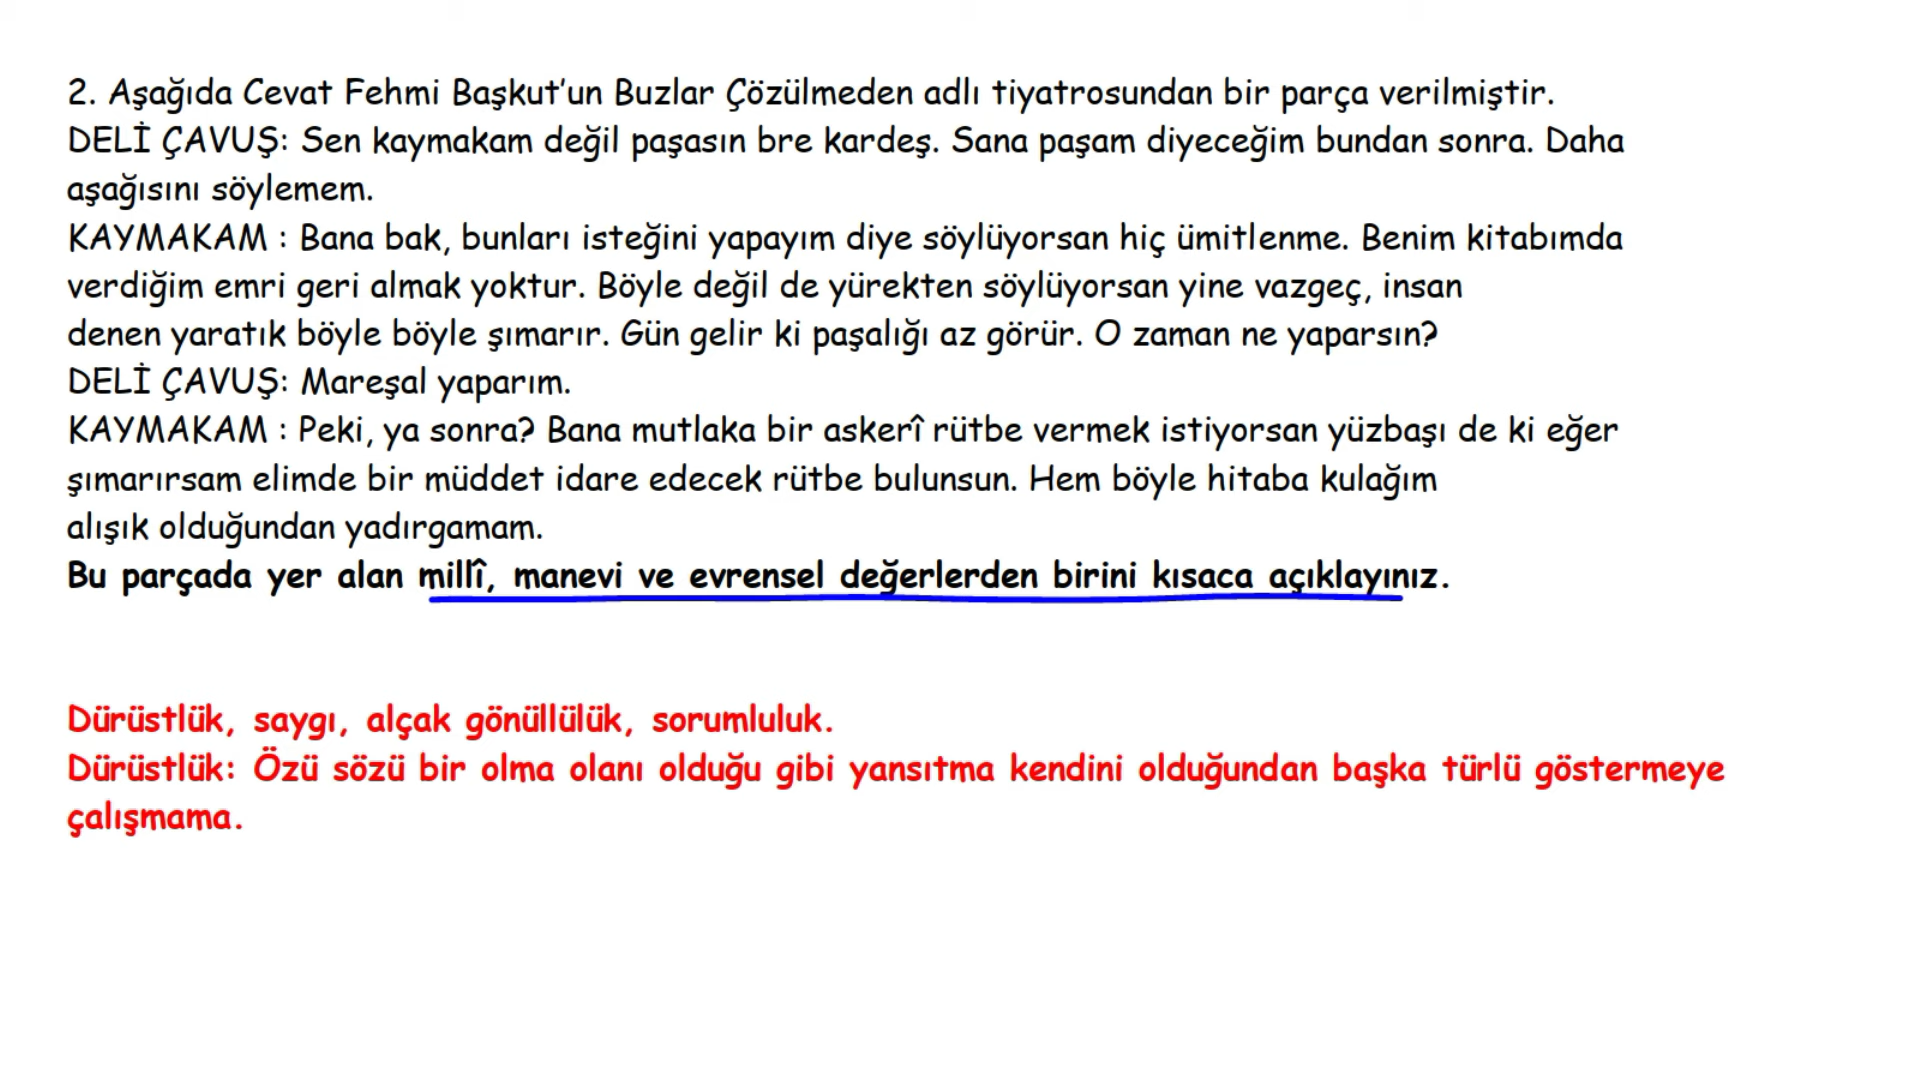 2. Aşağıda Cevat Fehmi Başkut'un Buzlar Çözülmeden adlı tiyatrosundan bir parça verilmiştir.
DELİ ÇAVUŞ: Sen kaymakam değil paşasın bre kardeş. Sana paşam diyeceğim bundan sonra. Daha
aşağısını söylemem.
KAYMAKAM : Bana bak, bunları isteğini yapayım diye söylüyorsan hiç ümitlenme. Benim kitabımda
verdiğim emri geri almak yoktur. Böyle değil de yürekten söylüyorsan yine vazgeç, insan
denen yaratık böyle böyle şımarır. Gün gelir ki paşalığı az görür. O zaman ne yaparsın?
DELİ ÇAVUŞ: Mareşal yaparım.
KAYMAKAM : Peki, ya sonra? Bana mutlaka bir askerî rütbe vermek istiyorsan yüzbaşı de ki eğer
şımarırsam elimde bir müddet idare edecek rütbe bulunsun. Hem böyle hitaba kulağım
alışık olduğundan yadırgamam.
Bu parçada yer alan millî, manevi ve evrensel değerlerden birini kısaca açıklayınız.
Dürüstlük, saygı, alçak gönüllülük, sorumluluk.
Dürüstlük: Özü sözü bir olma olanı olduğu gibi yansıtma kendini olduğundan başka türlü göstermeye
çalışmama.